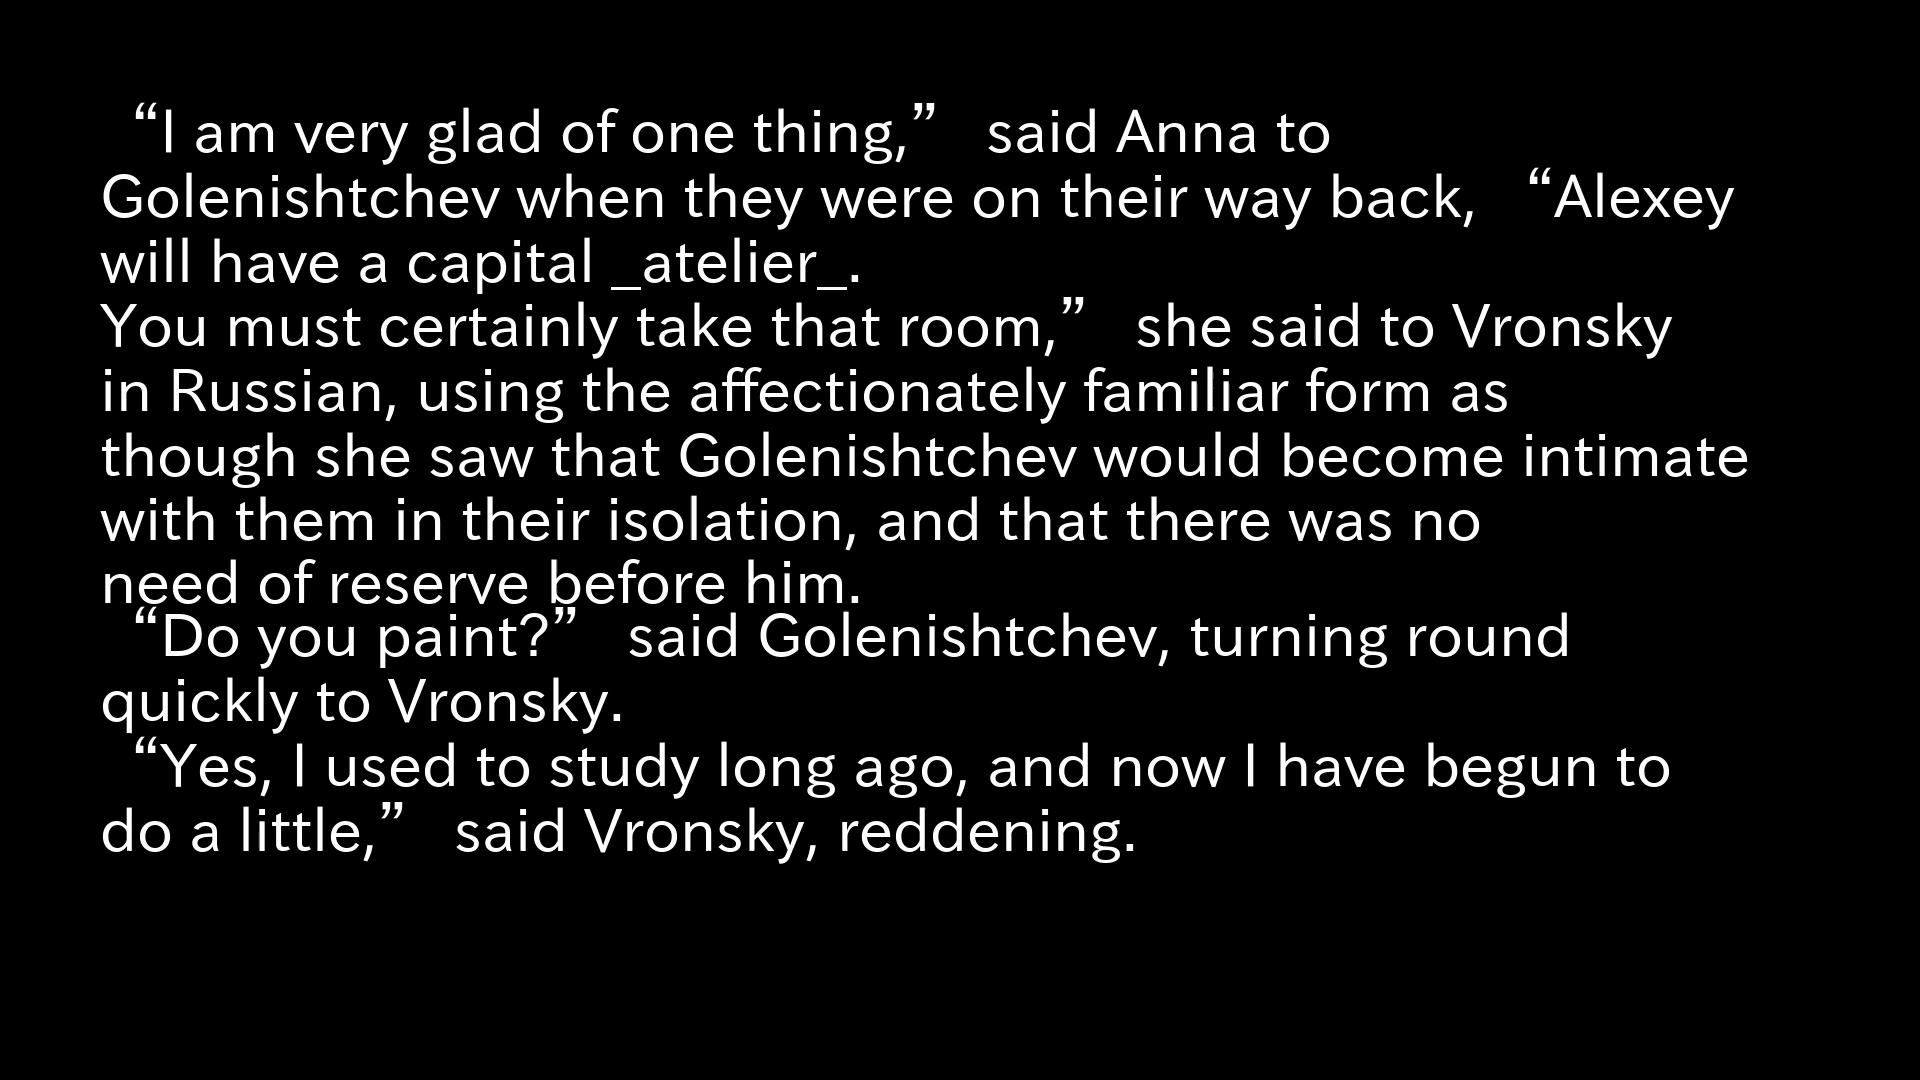 “I am very glad of one thing,” said Anna to
Golenishtchev when they were on their way back, “Alexey
will have a capital _atelier_.
You must certainly take that room,” she said to Vronsky
in Russian, using the affectionately familiar form as
though she saw that Golenishtchev would become intimate
with them in their isolation, and that there was no
need of reserve before him.
“Do you paint?” said Golenishtchev, turning round
quickly to Vronsky.
“Yes, I used to study long ago, and now I have begun to
do a little,” said Vronsky, reddening.